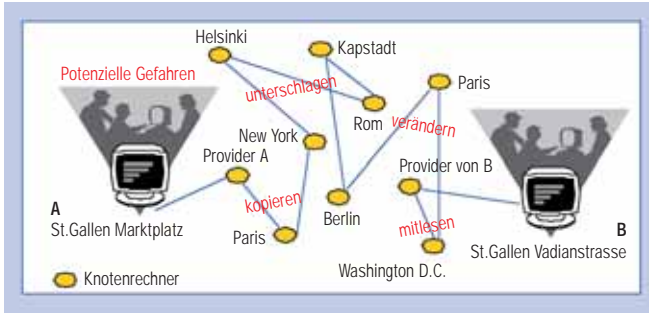 Helsinki
Kapstadt
Potenzielle Gefahren
unterschlagen
Paris
Rom
verändern
New York
Provider A
Provider von B
kopieren
A
St.Gallen Marktplatz
Paris
Berlin
mitlesen
B
St.Gallen Vadianstrasse
Washington D.C.
Knotenrechner